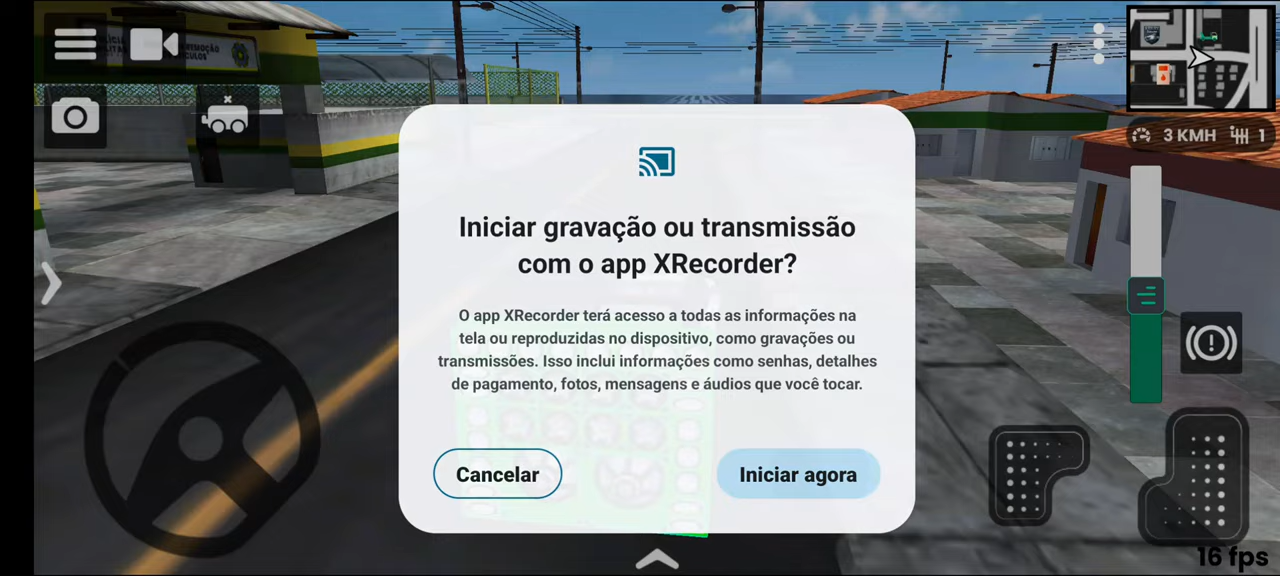 Iniciar gravação ou transmissão
com o app XRecorder?
O app XRecorder terá acesso a todas as informações na
tela ou reproduzidas no dispositivo, como gravações ou
transmissões. Isso inclui informações como senhas, detalhes
de pagamento, fotos, mensagens e áudios que você tocar.
Cancelar
Iniciar agora
3 KMH
1
16 fps